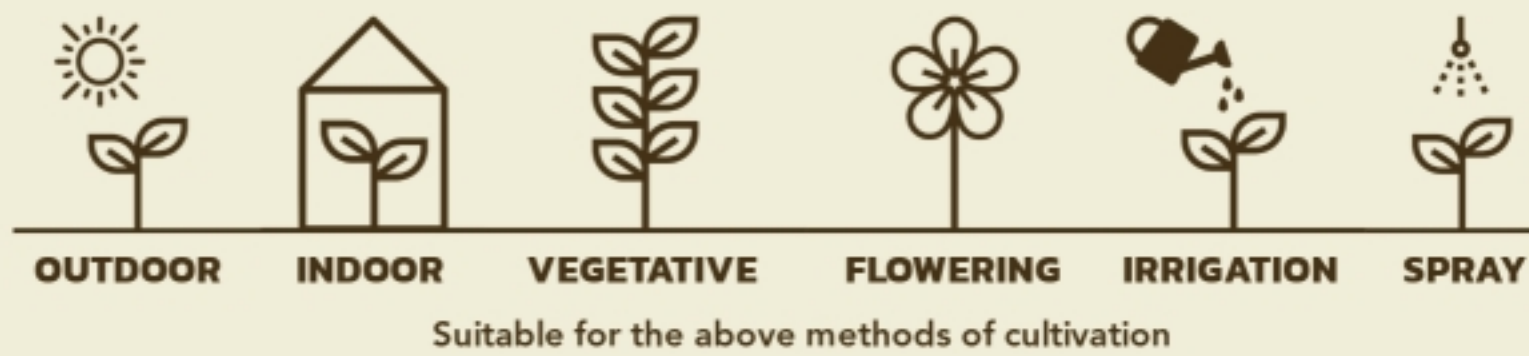 OUTDOOR INDOOR VEGETATIVE FLOWERING IRRIGATION SPRAY
Suitable for the above methods of cultivation